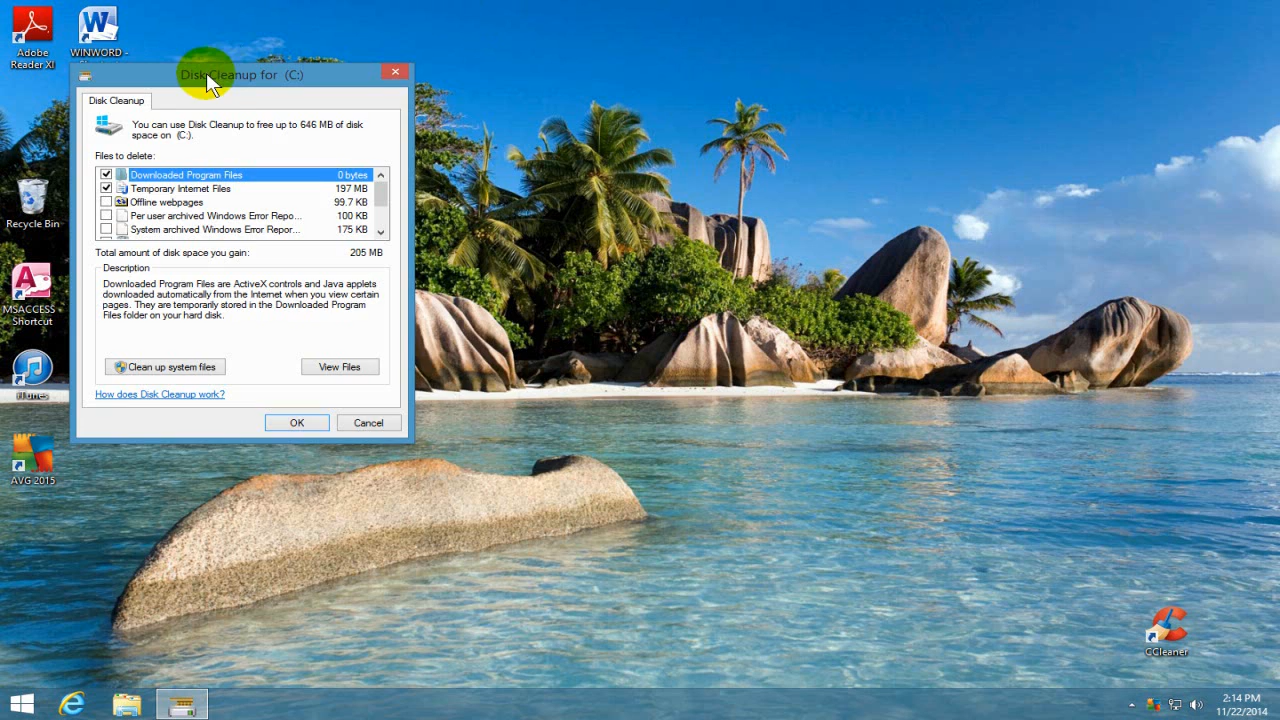 Adobe
Reader XI
WINWORD -
Disk Cleanup for (C:)
Disk Cleanup
You can use Disk Cleanup to free up to 646 MB of disk
space on (C:).
Files to delete:
Downloaded Program Files 0 bytes
Temporary Internet Files 197 MB
Offline webpages 99.7 KB
Per user archived Windows Error Repo... 100 KB
System archived Windows Error Repor... 175 KB
Total amount of disk space you gain: 205 MB
Description
Downloaded Program Files are ActiveX controls and Java applets
downloaded automatically from the Internet when you view certain
pages. They are temporarily stored in the Downloaded Program
Files folder on your hard disk.
Clean up system files
View Files
How does Disk Cleanup work?
OK
Cancel
Recycle Bin
MSACCESS -
Shortcut
iTunes
AVG 2015
CCleaner
2:14 PM
11/22/2014